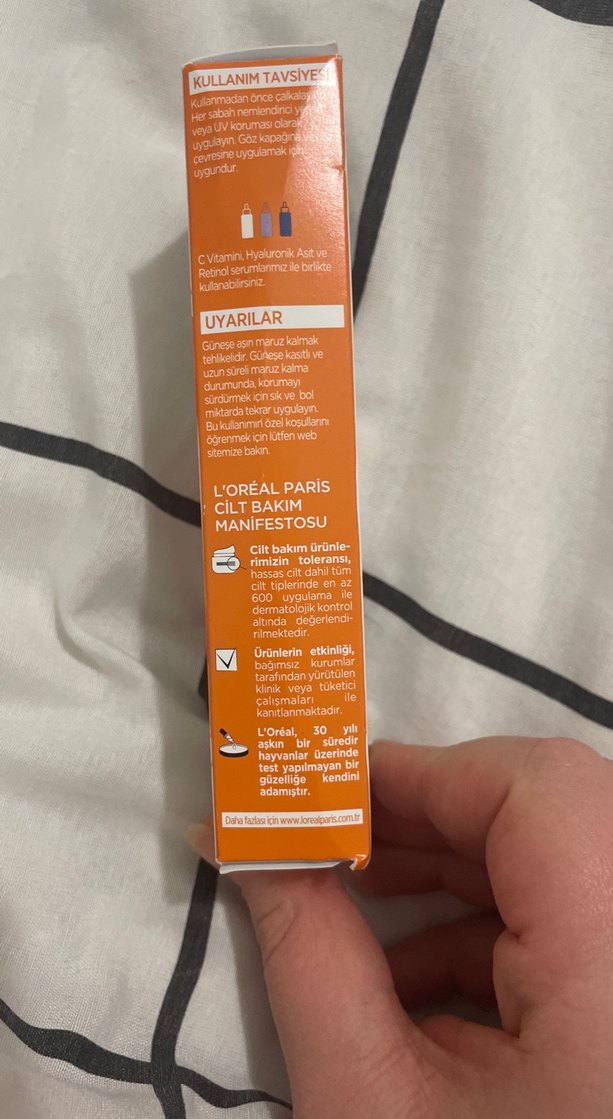 KULLANIM TAVSİYESİ
Kullanmadan önce çalkalayınız.
Her sabah nemlendirici yerine
veya UV koruması olarak
uygulayın. Göz kapağına ve göz
çevresine uygulamak için
uygundur.
C Vitamini, Hyaluronik Asit ve
Retinol serumlarımız ile birlikte
kullanabilirsiniz.
UYARILAR
Güneşe aşırı maruz kalmak
tehlikelidir. Güneşe kasıtlı ve
uzun süreli maruz kalma
durumunda, korumayı
sürdürmek için sık ve bol
miktarda tekrar uygulayın.
Bu kullanımın özel koşullarını
öğrenmek için lütfen web
sitemize bakın.
L'ORÉAL PARİS
CİLT BAKIM
MANİFESTOSU
Cilt bakım ürünle-
rimizin toleransı,
hassas cilt dahil tüm
cilt tiplerinde en az
600 uygulama ile
dermatolojik kontrol
altında değerlendi-
rilmektedir.
Ürünlerin etkinliği,
bağımsız kurumlar
tarafından yürütülen
klinik veya tüketici
çalışmaları ile
kanıtlanmaktadır.
L'Oréal, 30 yılı
aşkın bir süredir
hayvanlar üzerinde
test yapılmayan bir
güzelliğe kendini
adamıştır.
Daha fazlası için www.lorealparis.com.tr